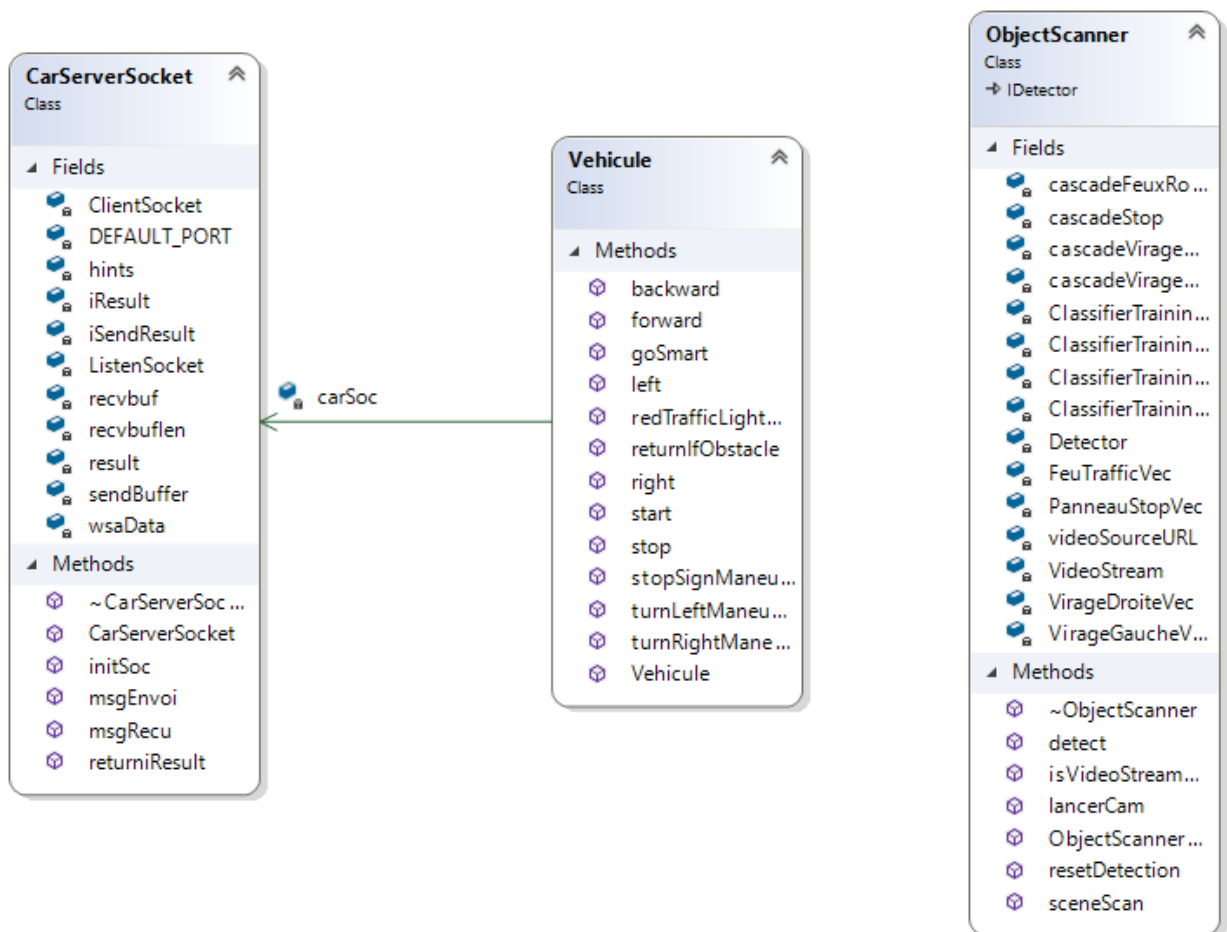 CarServerSocket
Class
Fields
ClientSocket
DEFAULT_PORT
hints
iResult
iSendResult
ListenSocket
recvbuf
recvbuflen
result
sendBuffer
wsaData
Methods
~CarServerSoc...
CarServerSocket
initSoc
msgEnvoi
msgRecu
returniResult
carSoc
Vehicule
Class
Methods
backward
forward
goSmart
left
redTrafficLight...
returnIfObstacle
right
start
stop
stopSignManeu...
turnLeftManeu...
turnRightMane...
Vehicule
ObjectScanner
Class
IDetector
Fields
cascadeFeuxRo...
cascadeStop
cascadeVirage...
cascadeVirage...
ClassifierTrainin...
ClassifierTrainin...
ClassifierTrainin...
ClassifierTrainin...
Detector
FeuTrafficVec
PanneauStopVec
videoSourceURL
VideoStream
VirageDroiteVec
VirageGaucheV...
Methods
~ObjectScanner
detect
isVideoStream...
lancerCam
ObjectScanner...
resetDetection
sceneScan